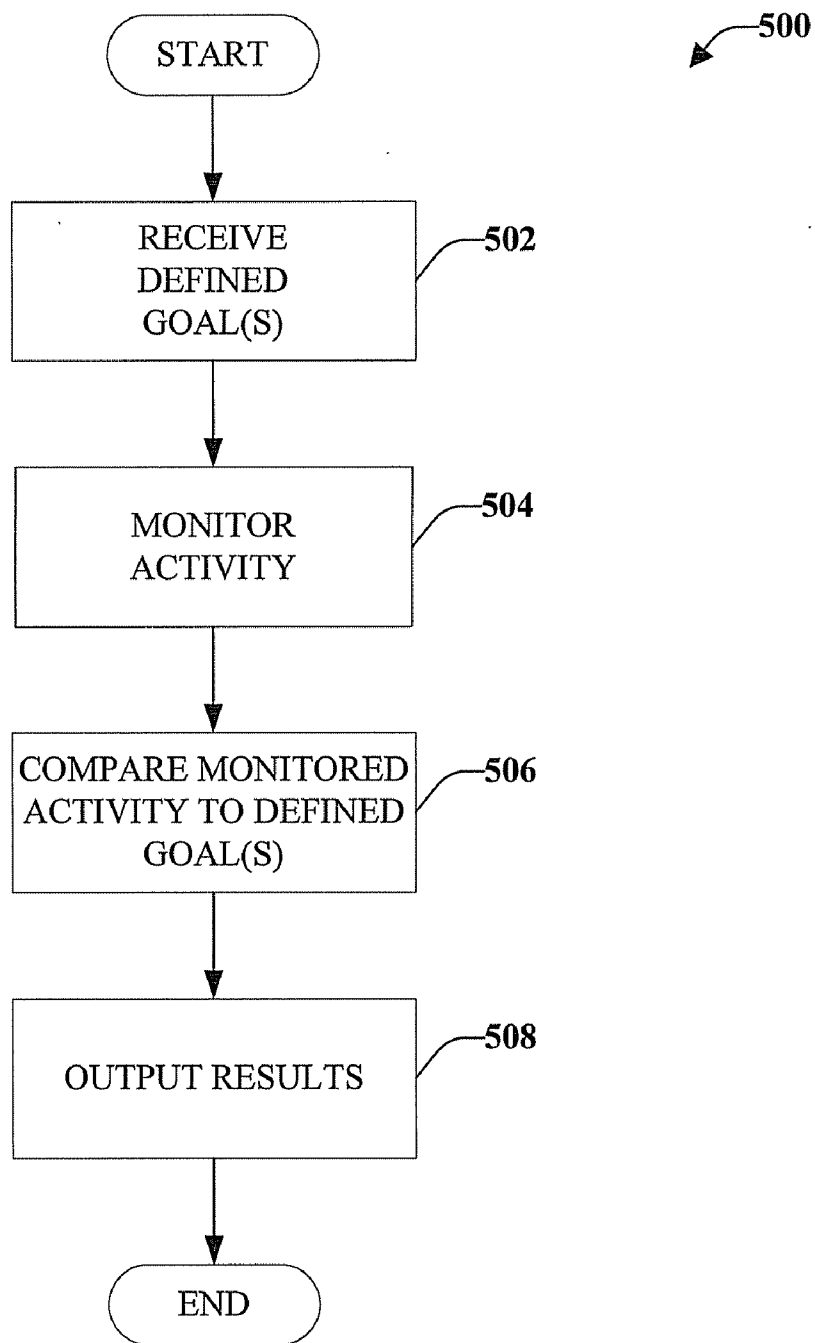 START
500
RECEIVE
DEFINED
GOAL(S)
502
MONITOR
ACTIVITY
504
COMPARE MONITORED
ACTIVITY TO DEFINED
GOAL(S)
506
OUTPUT RESULTS
508
END